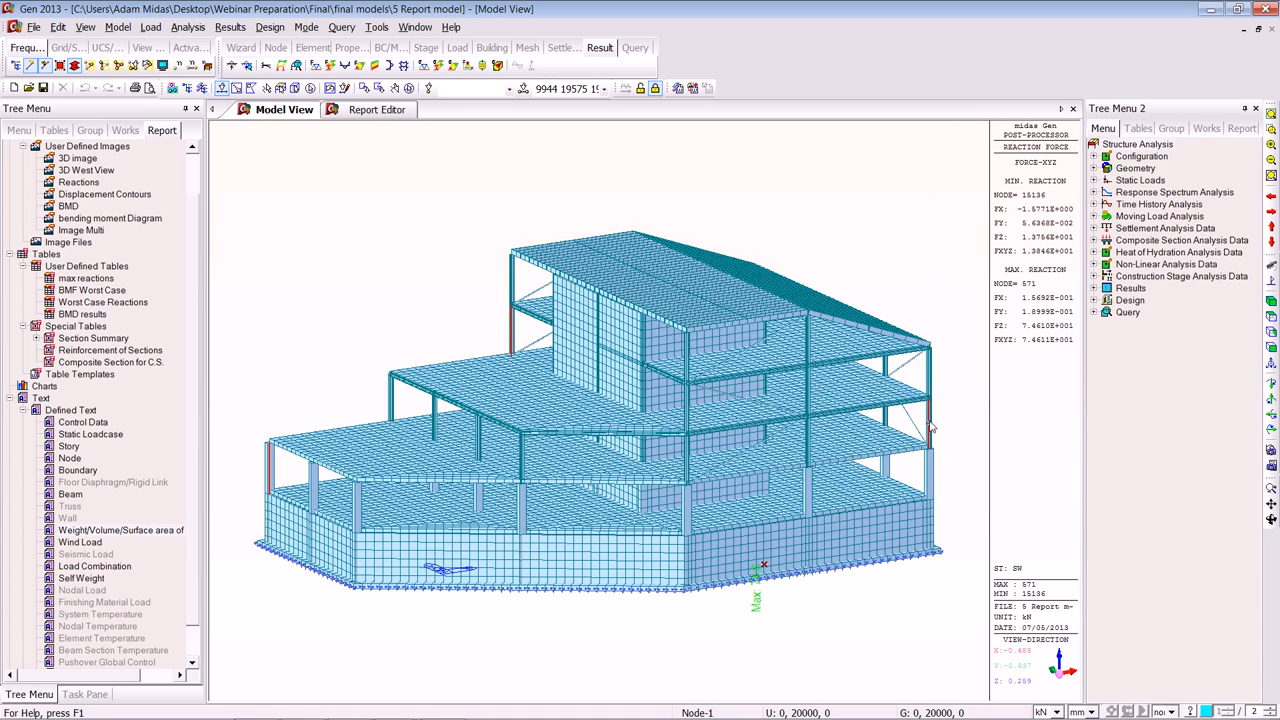 Gen 2013 - [C:\Users\Adam Midas\Desktop\Webinar Preparation\Final\final models\5 Report model] - [Model View]
File Edit View Model Load Analysis Results Design Mode Query Tools Window Help
Frequ... Grid/S... UCS/... View ... Activa... Wizard Node Element Prope... BC/M... Stage Load Building Mesh Settle... Result Query
9944 19575 19
Tree Menu
Menu Tables Group Works Report
User Defined Images
3D image
3D West View
Reactions
Displacement Contours
BMD
bending moment Diagram
Image Multi
Image Files
Tables
User Defined Tables
max reactions
BMF Worst Case
Worst Case Reactions
Special Tables
Section Summary
Reinforcement of Sections
Composite Section for C.S.
Table Templates
Charts
Text
Defined Text
Control Data
Static Loadcase
Story
Node
Boundary
Floor Diaphragm/Rigid Link
Beam
Truss
Wall
Weight/Volume/Surface area of
Wind Load
Seismic Load
Load Combination
Self Weight
Nodal Load
Finishing Material Load
System Temperature
Nodal Temperature
Element Temperature
Beam Section Temperature
Pushover Global Control
Tree Menu Task Pane
Model View Report Editor
Max
midas Gen
POST-PROCESSOR
REACTION FORCE
FORCE-XYZ
MIN. REACTION
NODE= 15136
FX: -1.5771E+000
FY: 5.6368E-002
FZ: 1.3756E+001
FXYZ: 1.3846E+001
MAX. REACTION
NODE= 571
FX: 1.5692E-001
FY: 1.8999E-001
FZ: 7.4610E+001
FXYZ: 7.4611E+001
ST: SW
MAX : 571
MIN : 15136
FILE: 5 Report m~
UNIT: kN
DATE: 07/05/2013
VIEW-DIRECTION
X:-0.483
Y:-0.837
Z: 0.259
Tree Menu 2
Menu Tables Group Works Report
Structure Analysis
Configuration
Geometry
Static Loads
Response Spectrum Analysis
Time History Analysis
Moving Load Analysis
Settlement Analysis Data
Composite Section Analysis Data
Heat of Hydration Analysis Data
Non-Linear Analysis Data
Construction Stage Analysis Data
Results
Design
Query
For Help, press F1 Node-1 U: 0, 20000, 0 G: 0, 20000, 0 kN mm no 1 / 2